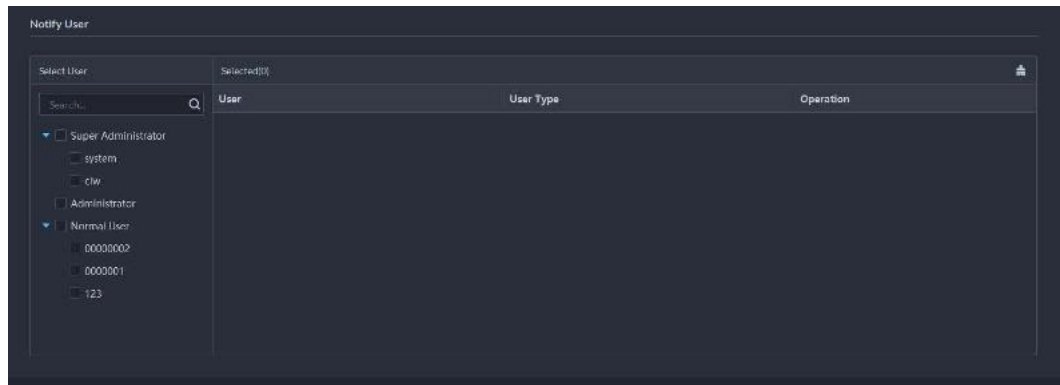 Notify User
Select User
Selected(0)
Search...
User
User Type
Operation
Super Administrator
system
clw
Administrator
Normal User
00000002
0000001
123